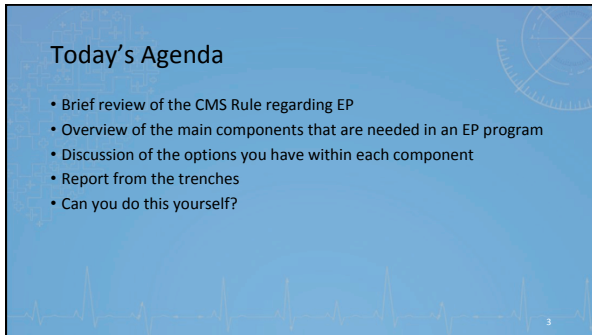 Today’s Agenda
• Brief review of the CMS Rule regarding EP
• Overview of the main components that are needed in an EP program
• Discussion of the options you have within each component
• Report from the trenches
• Can you do this yourself?
3